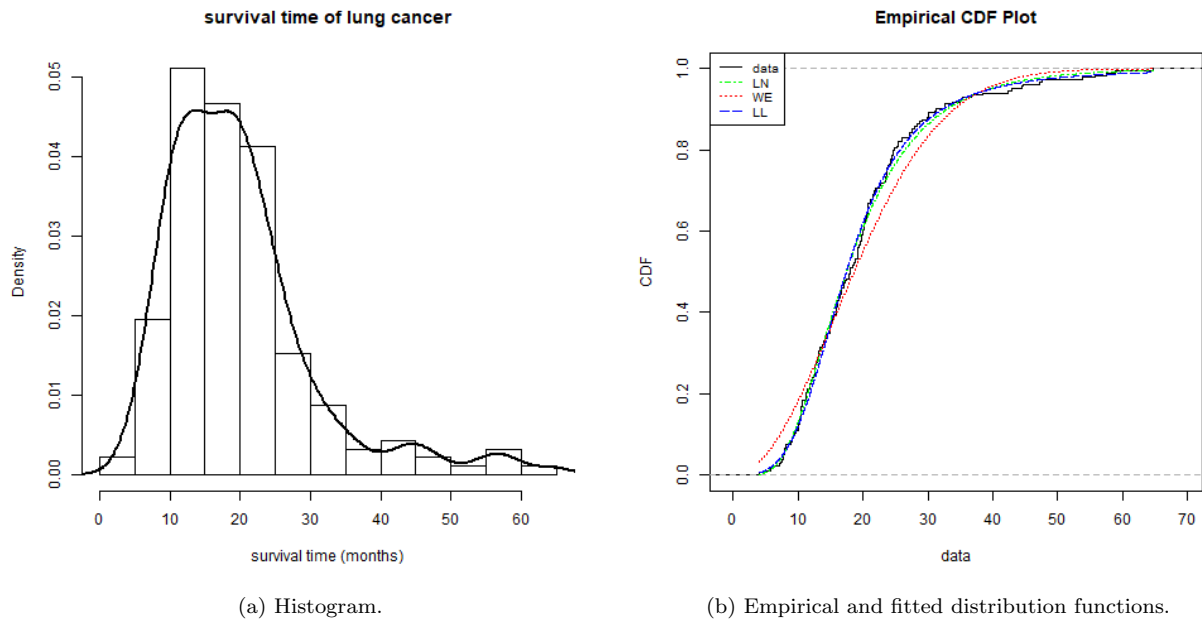 survival time of lung cancer
Density
0.00 0.01 0.02 0.03 0.04 0.05
0 10 20 30 40 50 60
survival time (months)
(a) Histogram.
Empirical CDF Plot
data
LN
WE
LL
CDF
0.0 0.2 0.4 0.6 0.8 1.0
0 10 20 30 40 50 60 70
data
(b) Empirical and fitted distribution functions.